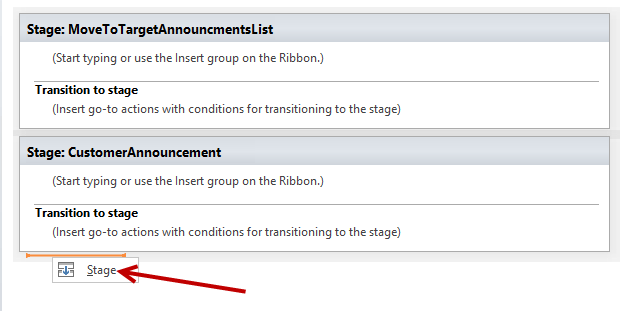 Stage: MoveToTargetAnnouncmentsList
(Start typing or use the Insert group on the Ribbon.)
Transition to stage
(Insert go-to actions with conditions for transitioning to the stage)
Stage: CustomerAnnouncement
(Start typing or use the Insert group on the Ribbon.)
Transition to stage
(Insert go-to actions with conditions for transitioning to the stage)
Stage